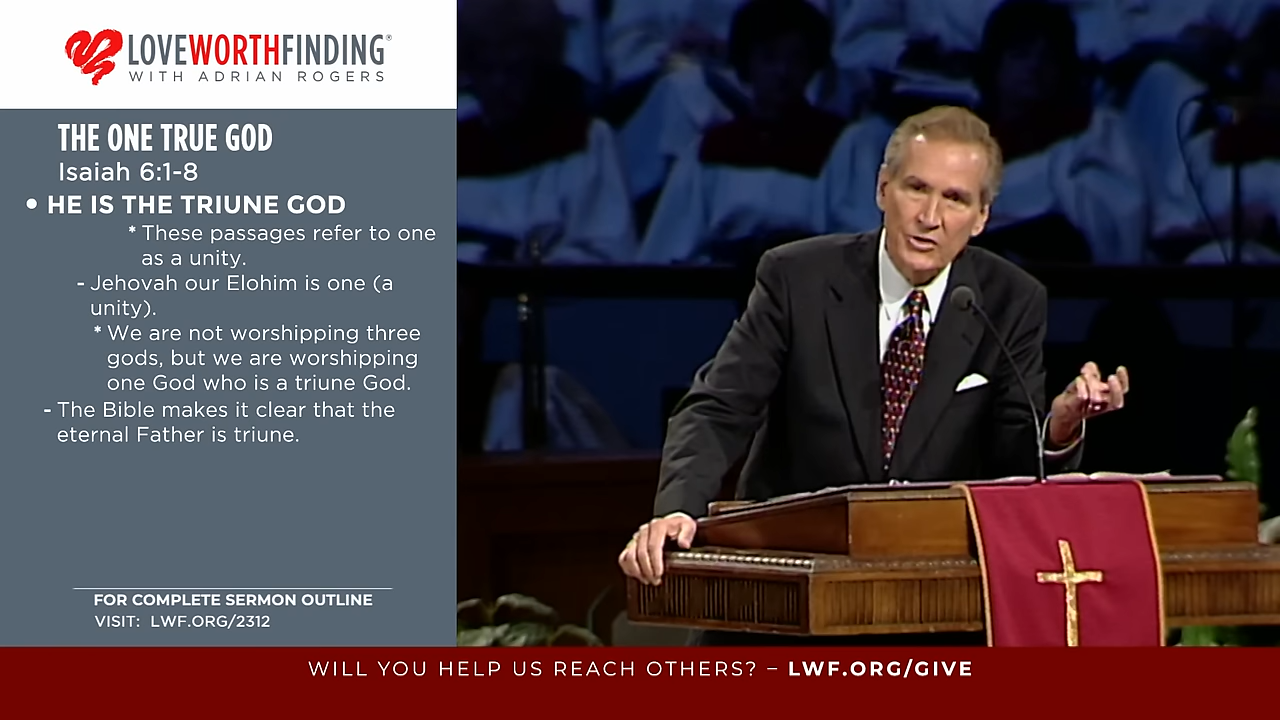 LOVEWORTHFINDING®
WITH ADRIAN ROGERS
THE ONE TRUE GOD
Isaiah 6:1-8
• HE IS THE TRIUNE GOD
* These passages refer to one
as a unity.
- Jehovah our Elohim is one (a
unity).
* We are not worshipping three
gods, but we are worshipping
one God who is a triune God.
- The Bible makes it clear that the
eternal Father is triune.
FOR COMPLETE SERMON OUTLINE
VISIT: LWF.ORG/2312
WILL YOU HELP US REACH OTHERS? – LWF.ORG/GIVE